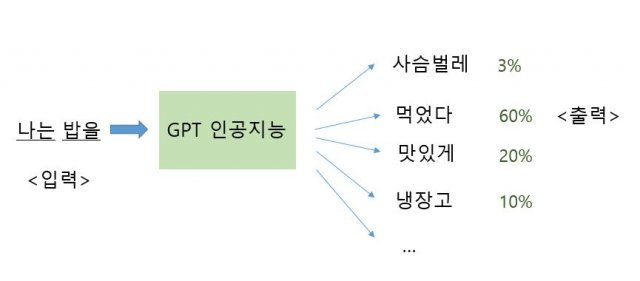 나는 밥을
<입력>
GPT 인공지능
사슴벌레 3%
먹었다 60% <출력>
맛있게 20%
냉장고 10%
...